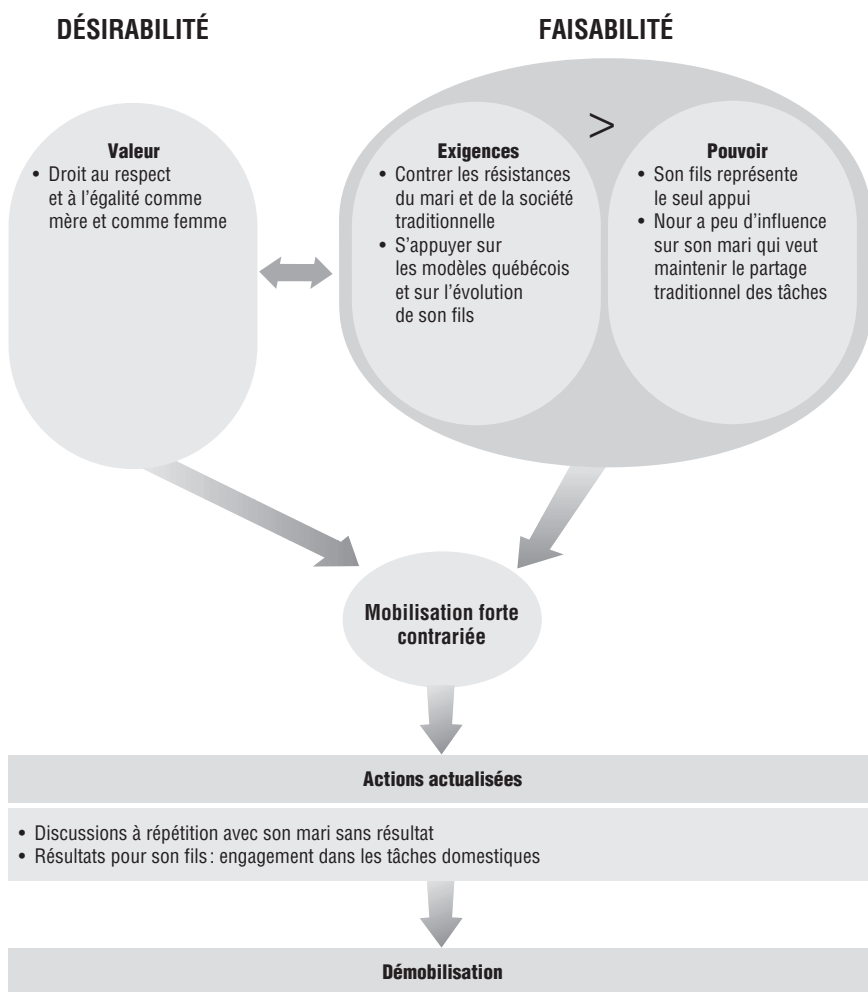 DÉSIRABILITÉ
FAISABILITÉ
Valeur
• Droit au respect
et à l’égalité comme
mère et comme femme
>
Exigences
• Contrer les résistances
du mari et de la société
traditionnelle
• S’appuyer sur
les modèles québécois
et sur l’évolution
de son fils
Pouvoir
• Son fils représente
le seul appui
• Nour a peu d’influence
sur son mari qui veut
maintenir le partage
traditionnel des tâches
Mobilisation forte
contrariée
Actions actualisées
• Discussions à répétition avec son mari sans résultat
• Résultats pour son fils : engagement dans les tâches domestiques
Démobilisation